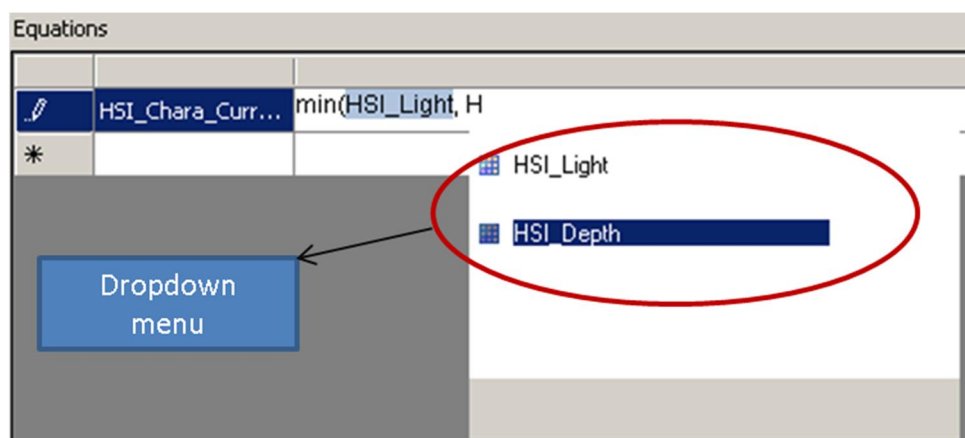 Equations
HSI_Chara_Curr... min(HSI_Light, H
*
HSI_Light
HSI_Depth
Dropdown
menu